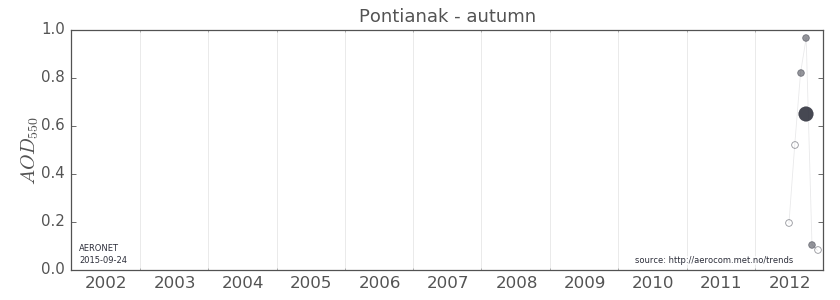 Pontianak - autumn
1.0
0.8
0.6
0.4
0.2
0.0
AOD550
AERONET
2015-09-24
source: http://aerocom.met.no/trends
2002 2003 2004 2005 2006 2007 2008 2009 2010 2011 2012